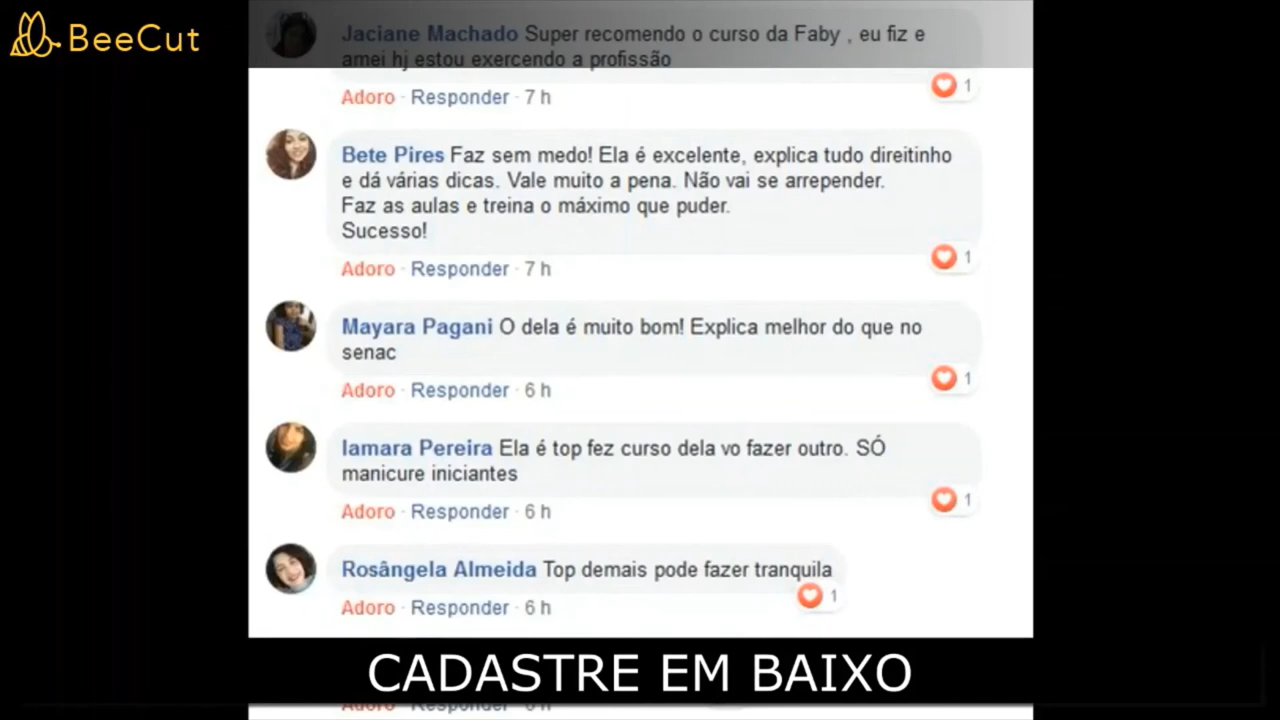 BeeCut
Jaciane Machado Super recomendo o curso da Faby , eu fiz e
amei hj estou exercendo a profissão
Adoro · Responder · 7 h
1
Bete Pires Faz sem medo! Ela é excelente, explica tudo direitinho
e dá várias dicas. Vale muito a pena. Não vai se arrepender.
Faz as aulas e treina o máximo que puder.
Sucesso!
1
Adoro · Responder · 7 h
Mayara Pagani O dela é muito bom! Explica melhor do que no
senac
1
Adoro · Responder · 6 h
Iamara Pereira Ela é top fez curso dela vo fazer outro. SÓ
manicure iniciantes
1
Adoro · Responder · 6 h
Rosângela Almeida Top demais pode fazer tranquila
1
Adoro · Responder · 6 h
CADASTRE EM BAIXO